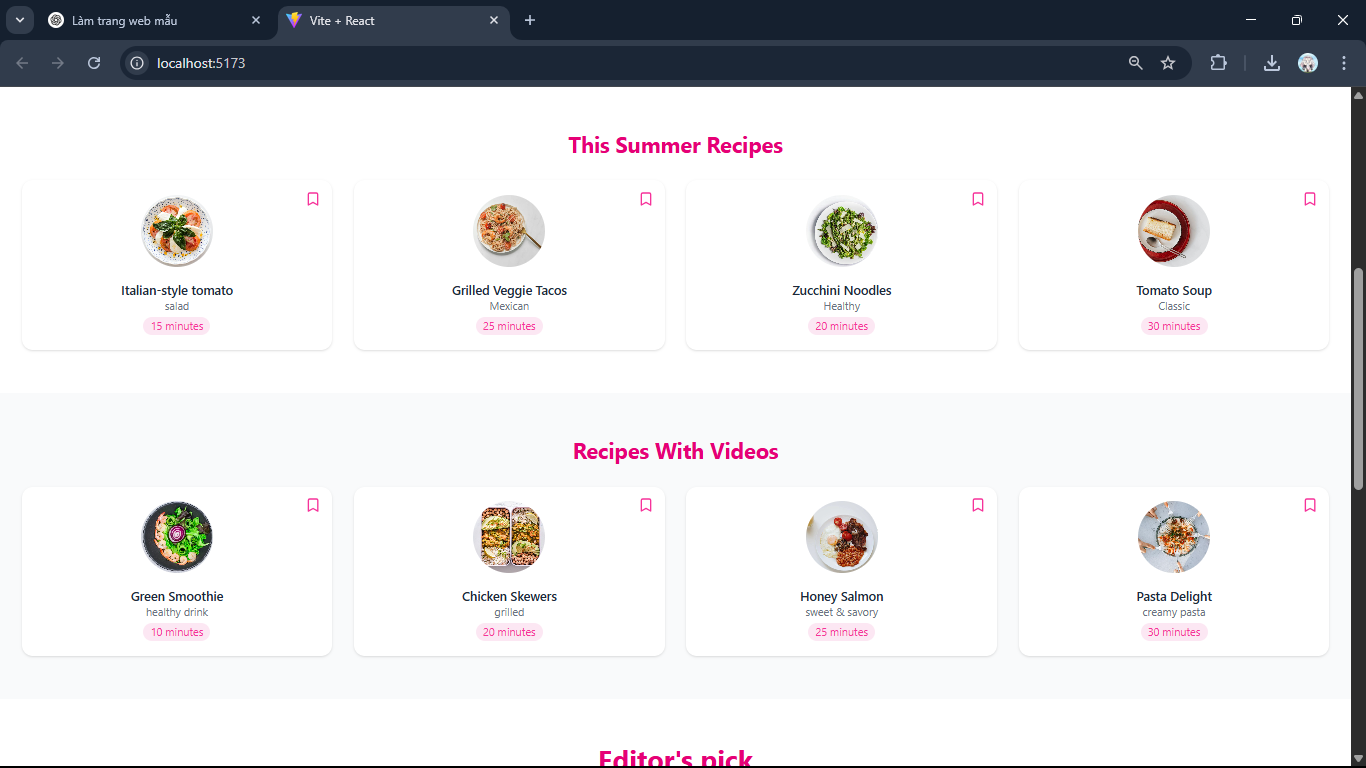 Làm trang web mẫu
Vite + React
localhost:5173
This Summer Recipes
Italian-style tomato
salad
15 minutes
Grilled Veggie Tacos
Mexican
25 minutes
Zucchini Noodles
Healthy
20 minutes
Tomato Soup
Classic
30 minutes
Recipes With Videos
Green Smoothie
healthy drink
10 minutes
Chicken Skewers
grilled
20 minutes
Honey Salmon
sweet & savory
25 minutes
Pasta Delight
creamy pasta
30 minutes
Editor's pick